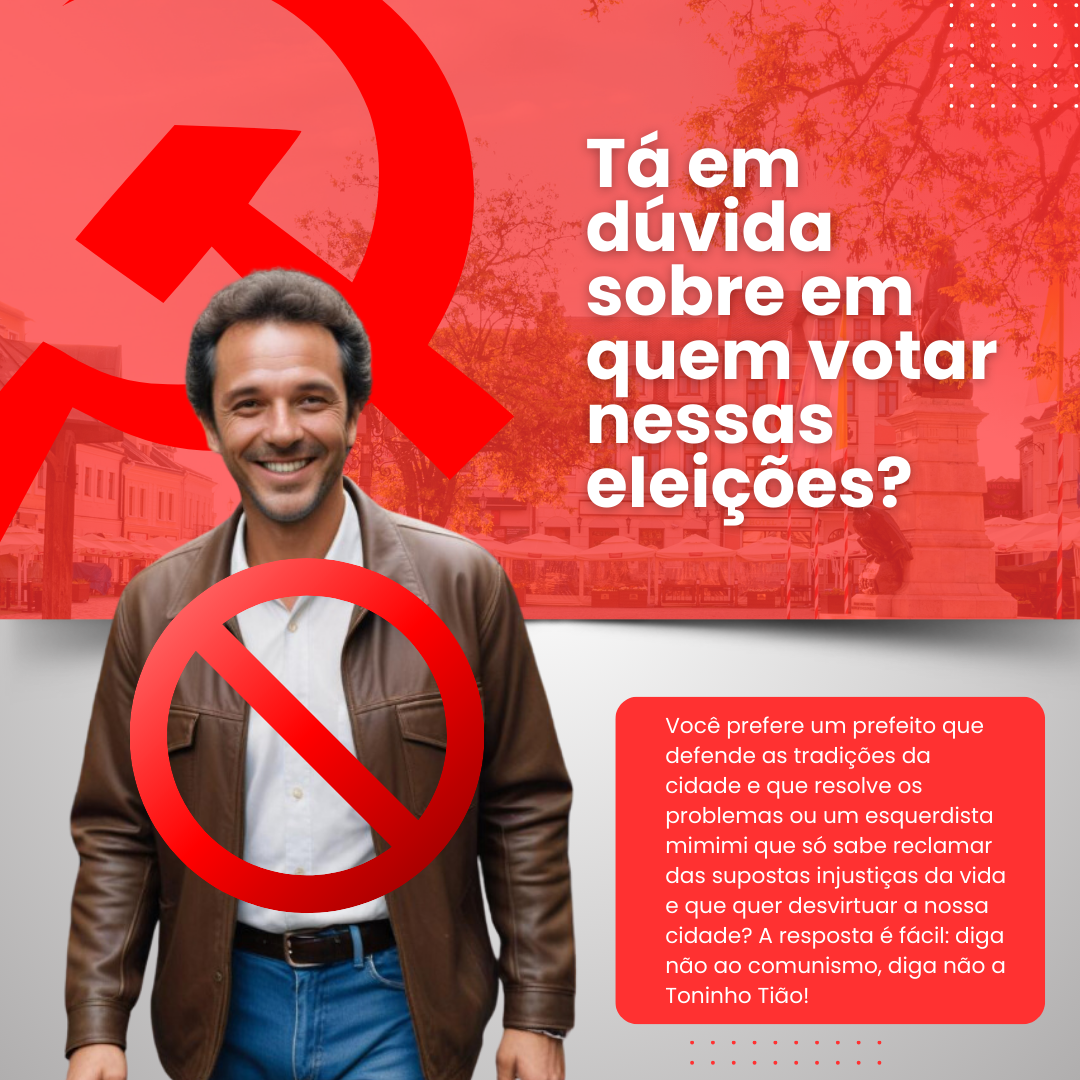 Tá em
dúvida
sobre em
quem votar
nessas
eleições?
Você prefere um prefeito que
defende as tradições da
cidade e que resolve os
problemas ou um esquerdista
mimimi que só sabe reclamar
das supostas injustiças da vida
e que quer desvirtuar a nossa
cidade? A resposta é fácil: diga
não ao comunismo, diga não a
Toninho Tião!